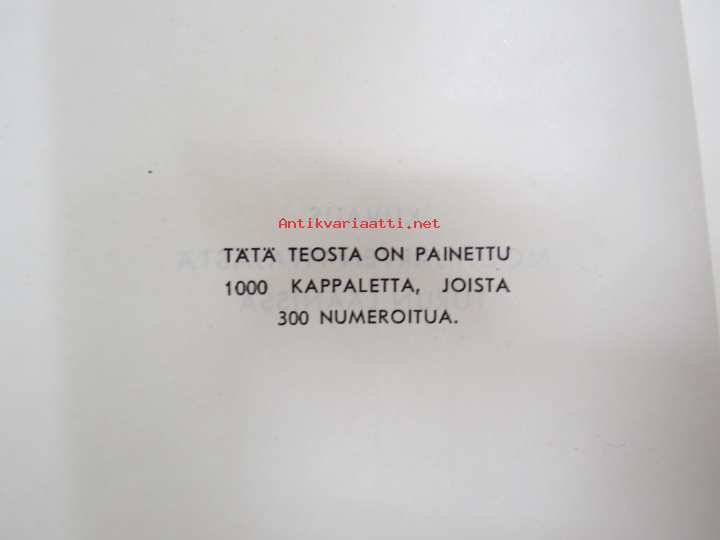 Antikvariaatti.net
TÄTÄ TEOSTA ON PAINETTU
1000 KAPPALETTA, JOISTA
300 NUMEROITUA.